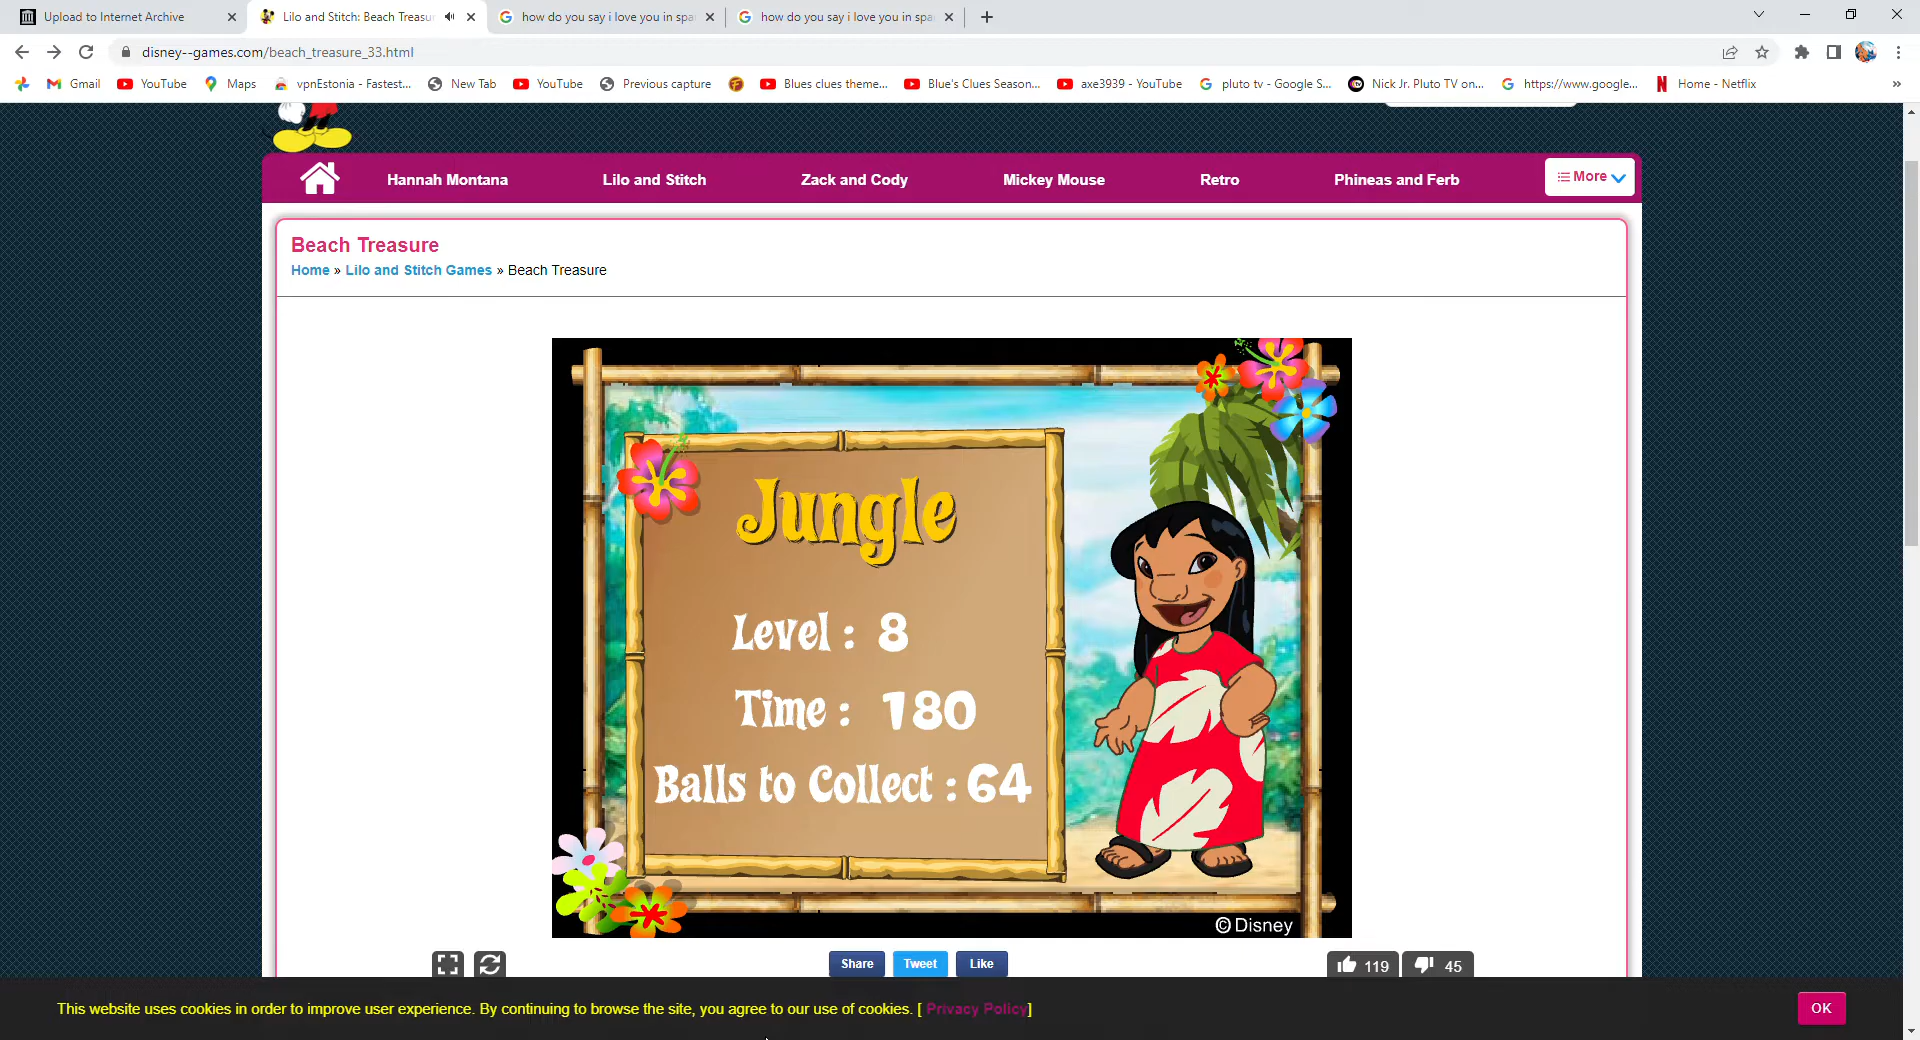 Upload to Internet Archive
Lilo and Stitch: Beach Treasu
how do you say i love you in spa
how do you say i love you in spa
disney--games.com/beach_treasure_33.html
Gmail
YouTube
Maps
vpnEstonia - Fastest...
New Tab
YouTube
Previous capture
Blues clues theme...
Blue's Clues Season...
axe3939 - YouTube
pluto tv - Google S...
Nick Jr. Pluto TV on...
https://www.google...
Home - Netflix
»
Hannah Montana
Lilo and Stitch
Zack and Cody
Mickey Mouse
Retro
Phineas and Ferb
More
Beach Treasure
Home » Lilo and Stitch Games » Beach Treasure
Jungle
Level : 8
Time : 180
Balls to Collect : 64
© Disney
Share
Tweet
Like
119
45
This website uses cookies in order to improve user experience. By continuing to browse the site, you agree to our use of cookies. [ Privacy Policy]
OK